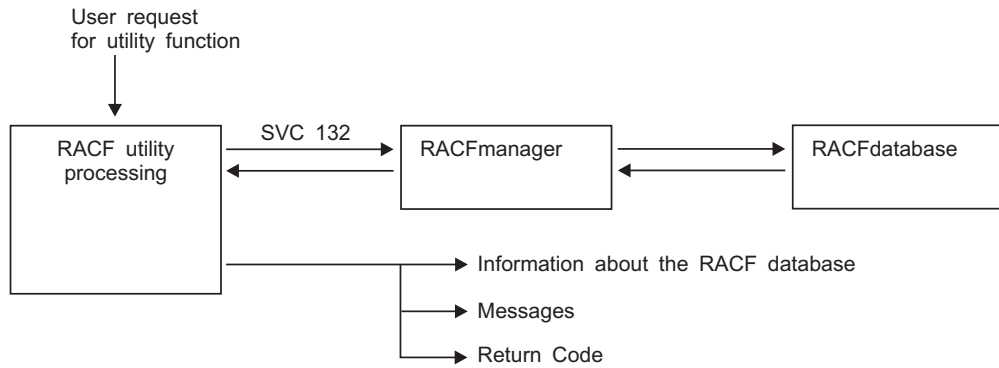 User request
for utility function
SVC 132
RACF utility
processing
RACFmanager
RACFdatabase
Information about the RACF database
Messages
Return Code